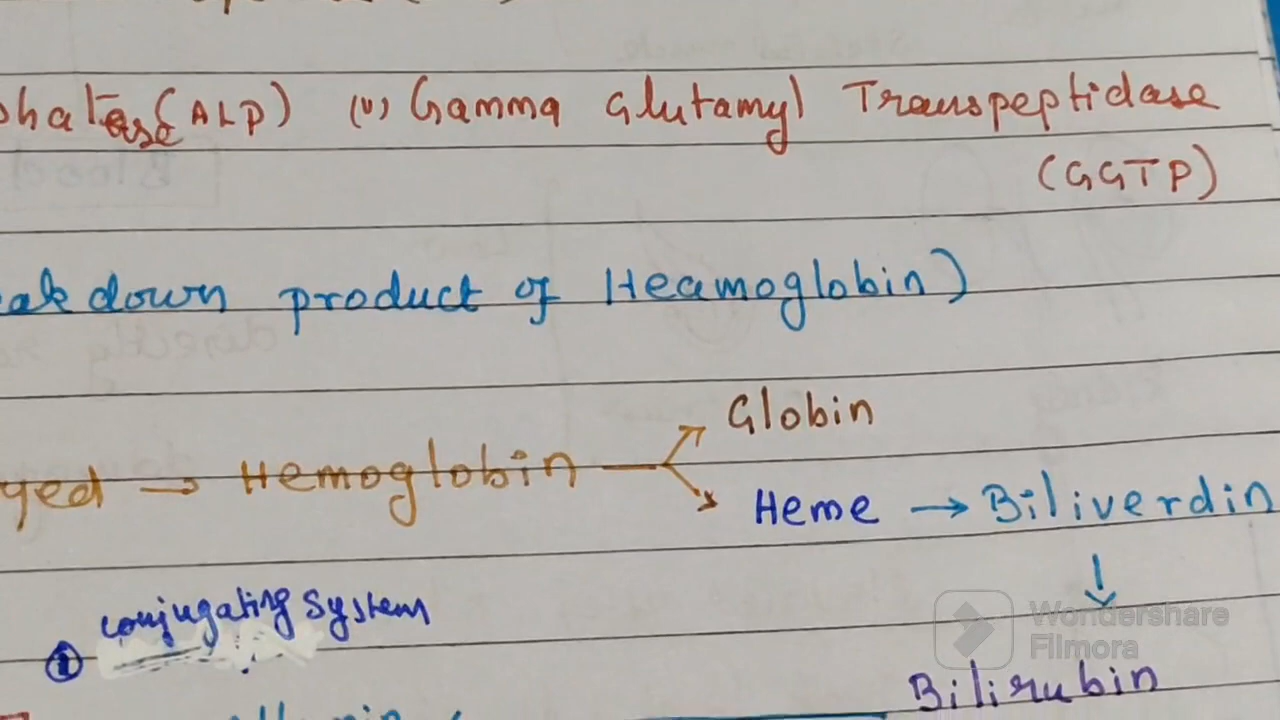 (ALP) (v) Gamma Glutamyl Transpeptidase
(GGTP)
down product of Heamoglobin)
Globin
→ Hemoglobin
Heme → Biliverdin
↓
conjugating system
Wondershare
Filmora
Bilirubin